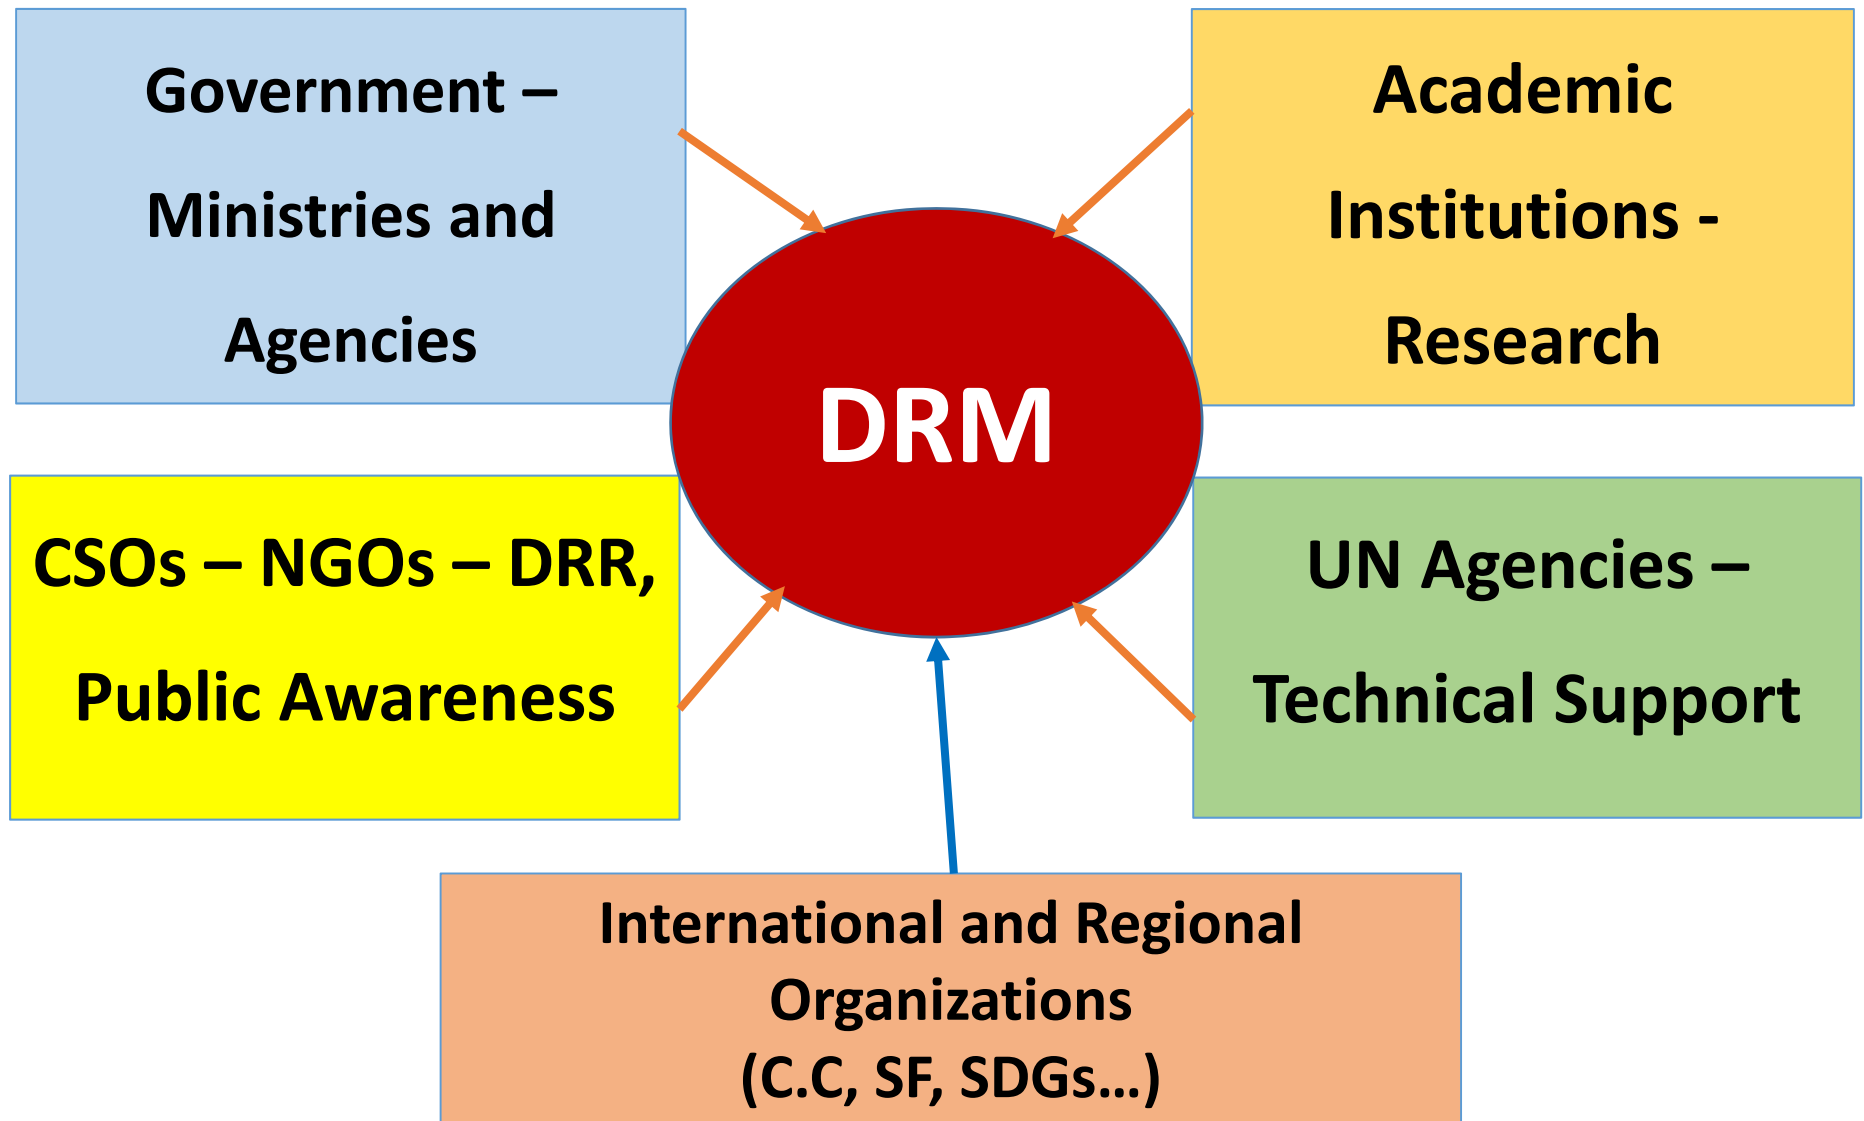 Government –
Ministries and
Agencies
Academic
Institutions -
Research
DRM
CSOs – NGOs – DRR,
Public Awareness
UN Agencies –
Technical Support
International and Regional
Organizations
(C.C, SF, SDGs...)